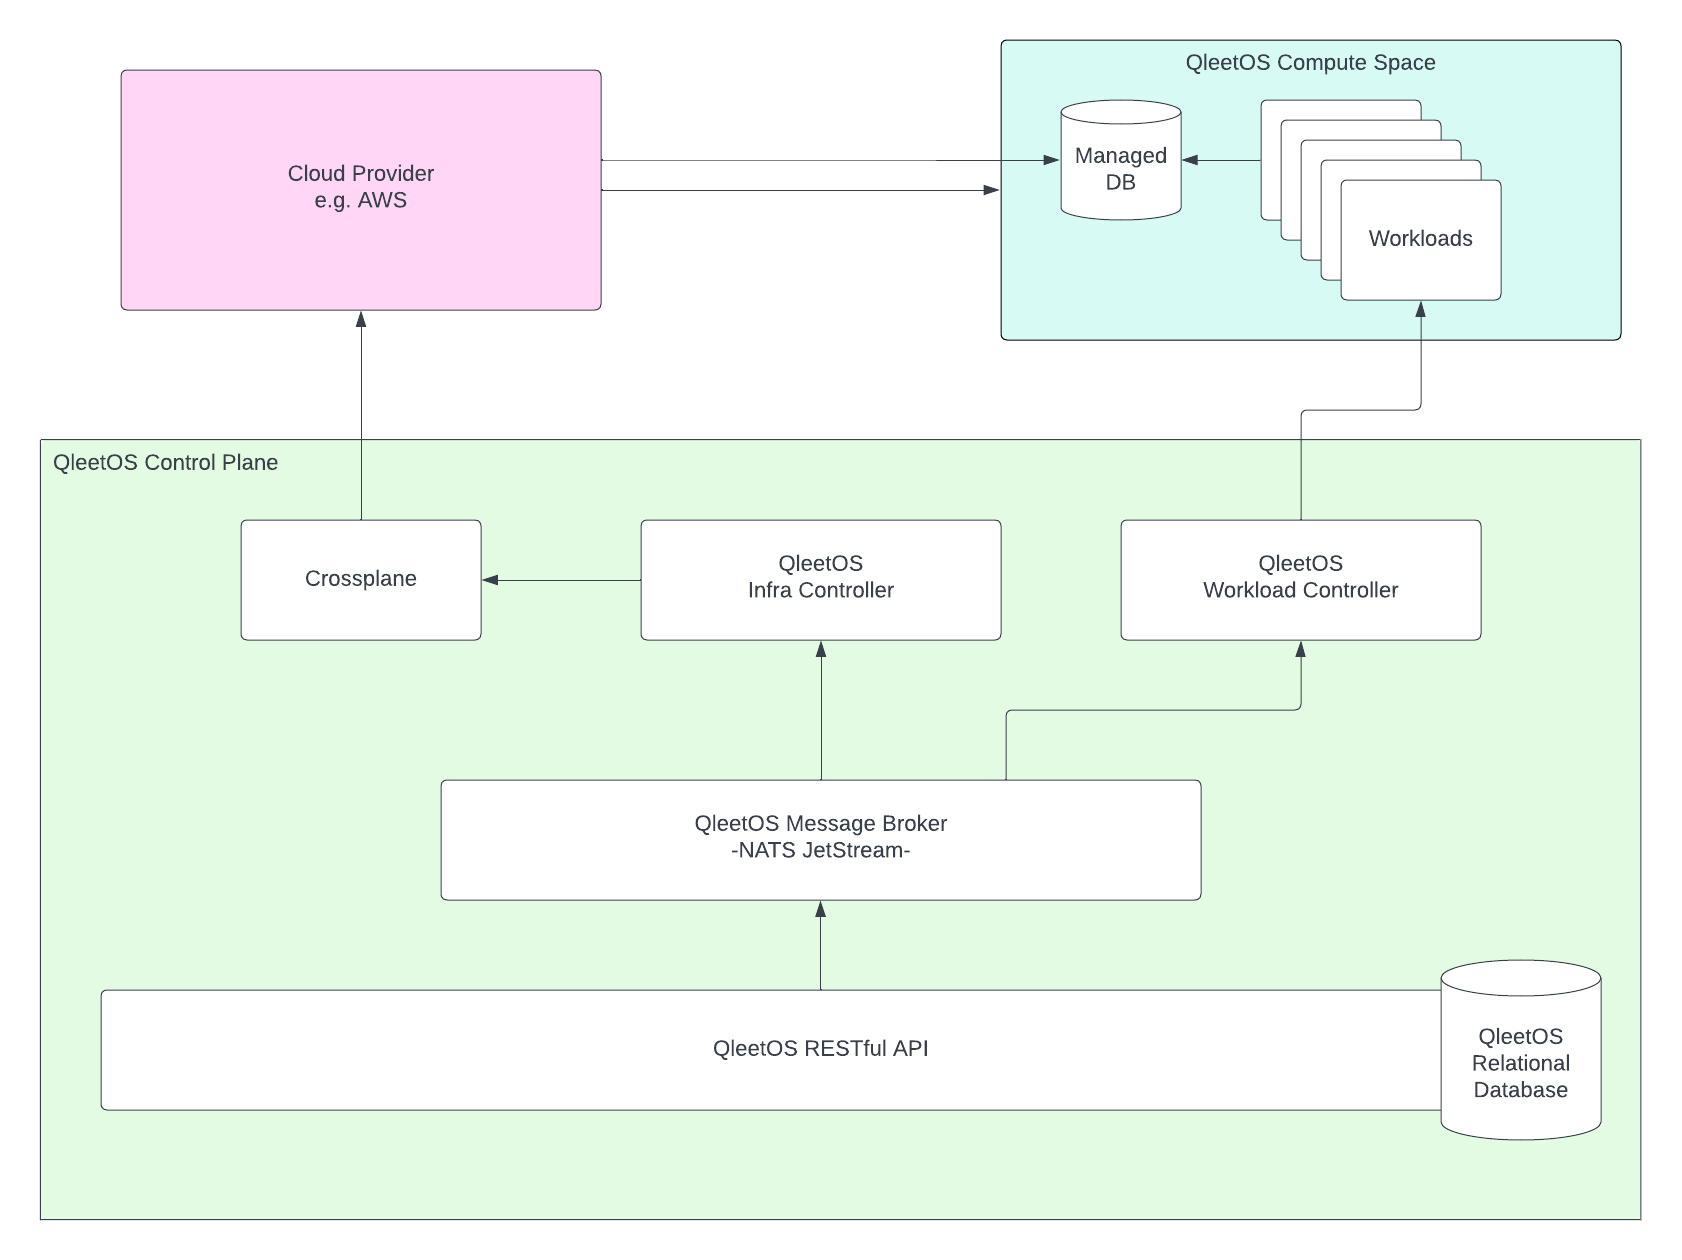 QleetOS Compute Space
Cloud Provider
e.g. AWS
Managed
DB
Workloads
QleetOS Control Plane
Crossplane
QleetOS
Infra Controller
QleetOS
Workload Controller
QleetOS Message Broker
-NATS JetStream-
QleetOS RESTful API
QleetOS
Relational
Database